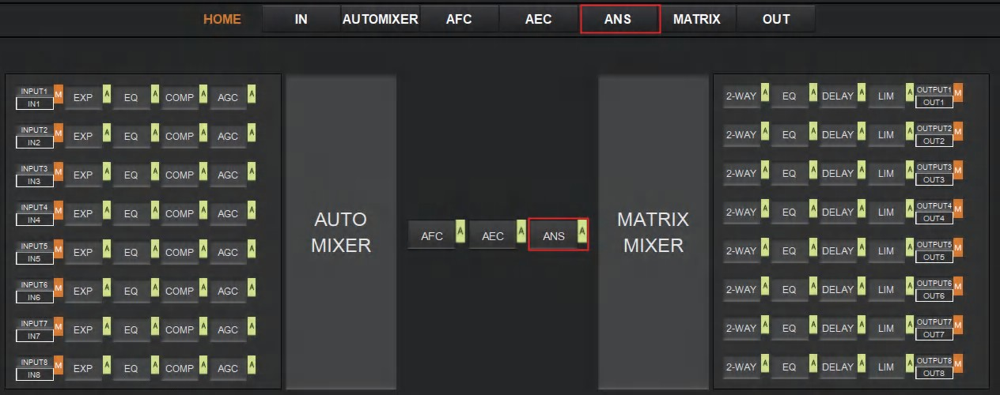 HOME IN AUTOMIXER AFC AEC ANS MATRIX OUT
INPUT1 M EXP A EQ A COMP A AGC A
IN1
INPUT2 M EXP A EQ A COMP A AGC A
IN2
INPUT3 M EXP A EQ A COMP A AGC A
IN3
INPUT4 M EXP A EQ A COMP A AGC A
IN4
INPUT5 M EXP A EQ A COMP A AGC A
IN5
INPUT6 M EXP A EQ A COMP A AGC A
IN6
INPUT7 M EXP A EQ A COMP A AGC A
IN7
INPUT8 M EXP A EQ A COMP A AGC A
IN8
AUTO
MIXER
AFC A AEC A ANS A
MATRIX
MIXER
2-WAY A EQ A DELAY A LIM A OUTPUT1 M
OUT1
2-WAY A EQ A DELAY A LIM A OUTPUT2 M
OUT2
2-WAY A EQ A DELAY A LIM A OUTPUT3 M
OUT3
2-WAY A EQ A DELAY A LIM A OUTPUT4 M
OUT4
2-WAY A EQ A DELAY A LIM A OUTPUT5 M
OUT5
2-WAY A EQ A DELAY A LIM A OUTPUT6 M
OUT6
2-WAY A EQ A DELAY A LIM A OUTPUT7 M
OUT7
2-WAY A EQ A DELAY A LIM A OUTPUT8 M
OUT8